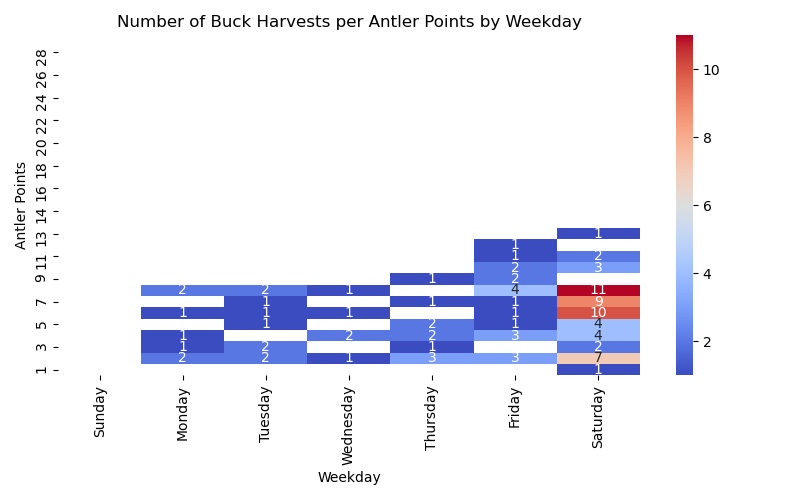 Number of Buck Harvests per Antler Points by Weekday
28
26
24
22
20
18
16
14
13
11
9
7
5
3
1
Antler Points
1
1
1 2
2 3
1 2
2 2 1 4 11
1 1 1 9
1 1 1 1 10
1 2 1 4
1 2 2 3 4
1 2 1 2
2 2 1 3 3 7
1
Sunday Monday Tuesday Wednesday Thursday Friday Saturday
Weekday
10
8
6
4
2